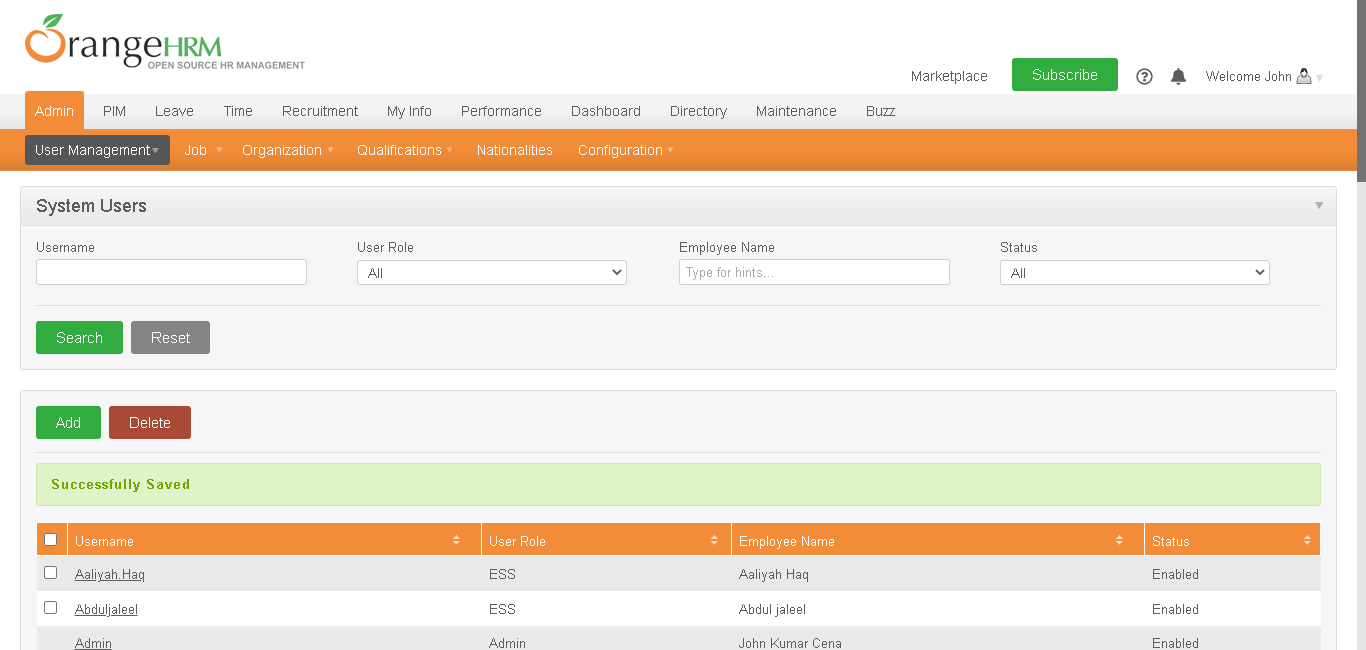 OrangeHRM
OPEN SOURCE HR MANAGEMENT
Marketplace Subscribe Welcome John
Admin PIM Leave Time Recruitment My Info Performance Dashboard Directory Maintenance Buzz
User Management Job Organization Qualifications Nationalities Configuration
System Users
Username User Role Employee Name Status
All Type for hints... All
Search Reset
Add Delete
Successfully Saved
Username User Role Employee Name Status
Aaliyah.Haq ESS Aaliyah Haq Enabled
Abduljaleel ESS Abdul jaleel Enabled
Admin Admin John Kumar Cena Enabled